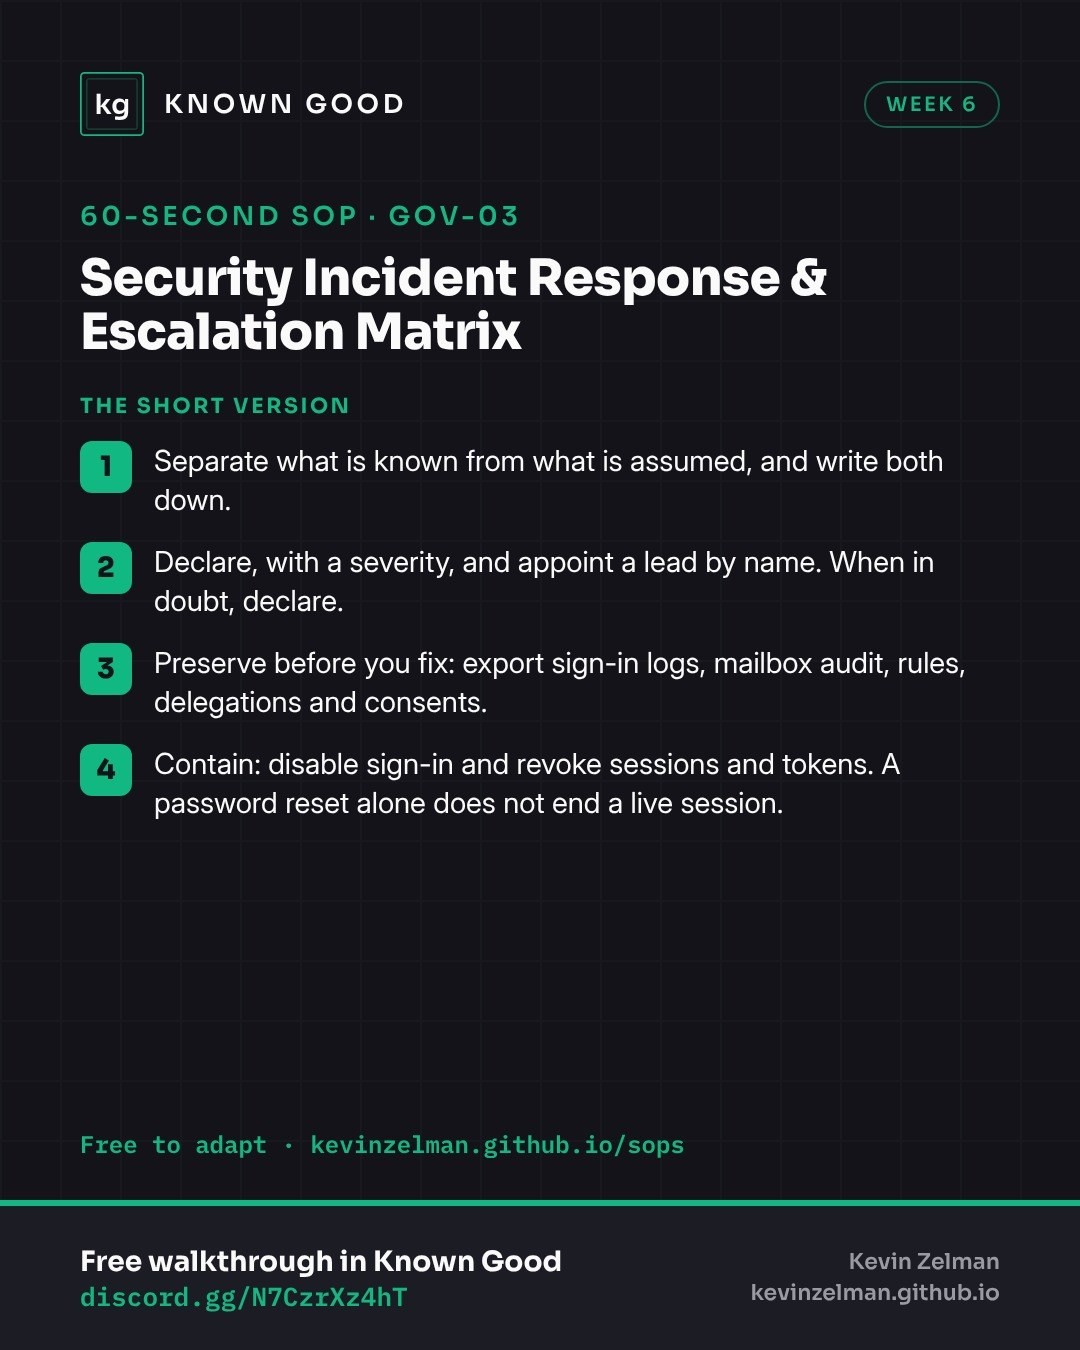 kg KNOWN GOOD
WEEK 6
60-SECOND SOP · GOV-03
Security Incident Response &
Escalation Matrix
THE SHORT VERSION
1 Separate what is known from what is assumed, and write both
down.
2 Declare, with a severity, and appoint a lead by name. When in
doubt, declare.
3 Preserve before you fix: export sign-in logs, mailbox audit, rules,
delegations and consents.
4 Contain: disable sign-in and revoke sessions and tokens. A
password reset alone does not end a live session.
Free to adapt · kevinzelman.github.io/sops
Free walkthrough in Known Good
discord.gg/N7CzrXz4hT
Kevin Zelman
kevinzelman.github.io